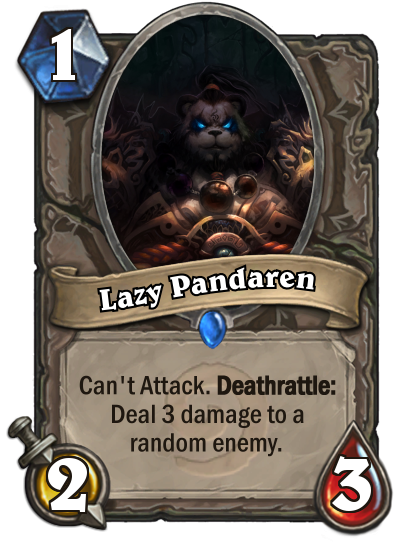 1
Lazy Pandaren
Can't Attack. Deathrattle:
Deal 3 damage to a
random enemy.
2
3